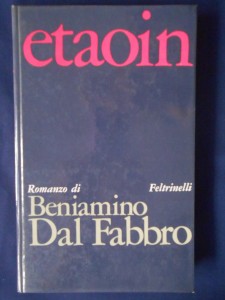 etaoin
Romanzo di Feltrinelli
Beniamino
Dal Fabbro